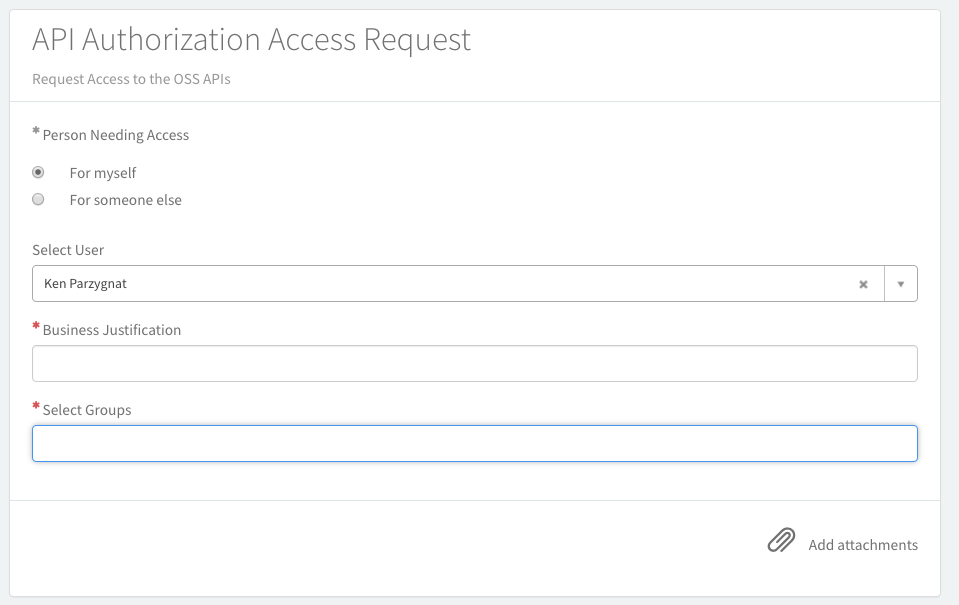 API Authorization Access Request
Request Access to the OSS APIs
* Person Needing Access
For myself
For someone else
Select User
Ken Parzygnat
* Business Justification
* Select Groups
Add attachments